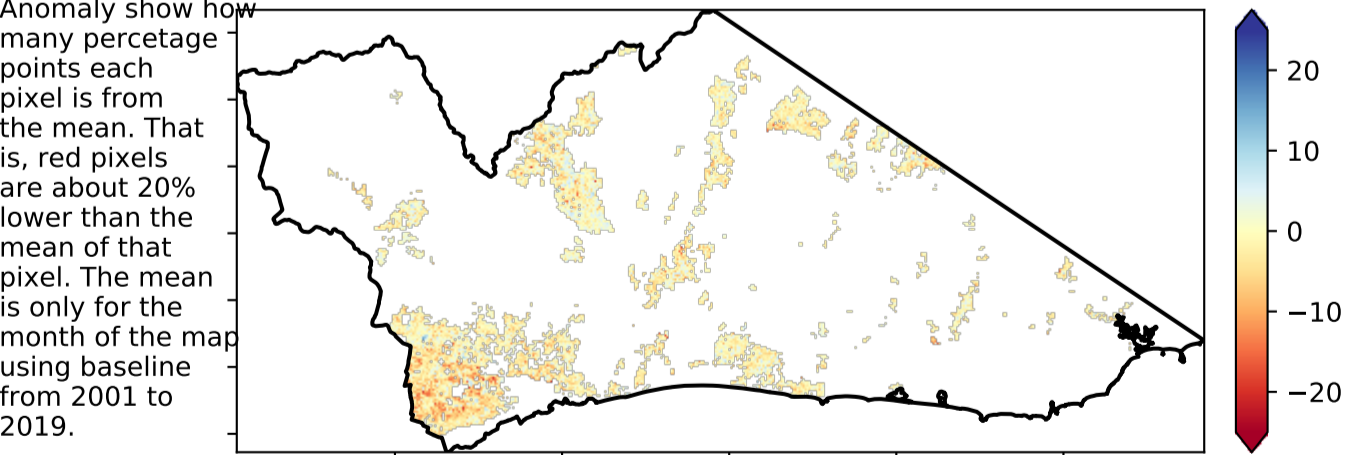 Anomaly show how
many percetage
points each
pixel is from
the mean. That
is, red pixels
are about 20%
lower than the
mean of that
pixel. The mean
is only for the
month of the map
using baseline
from 2001 to
2019.
20
10
0
−10
−20